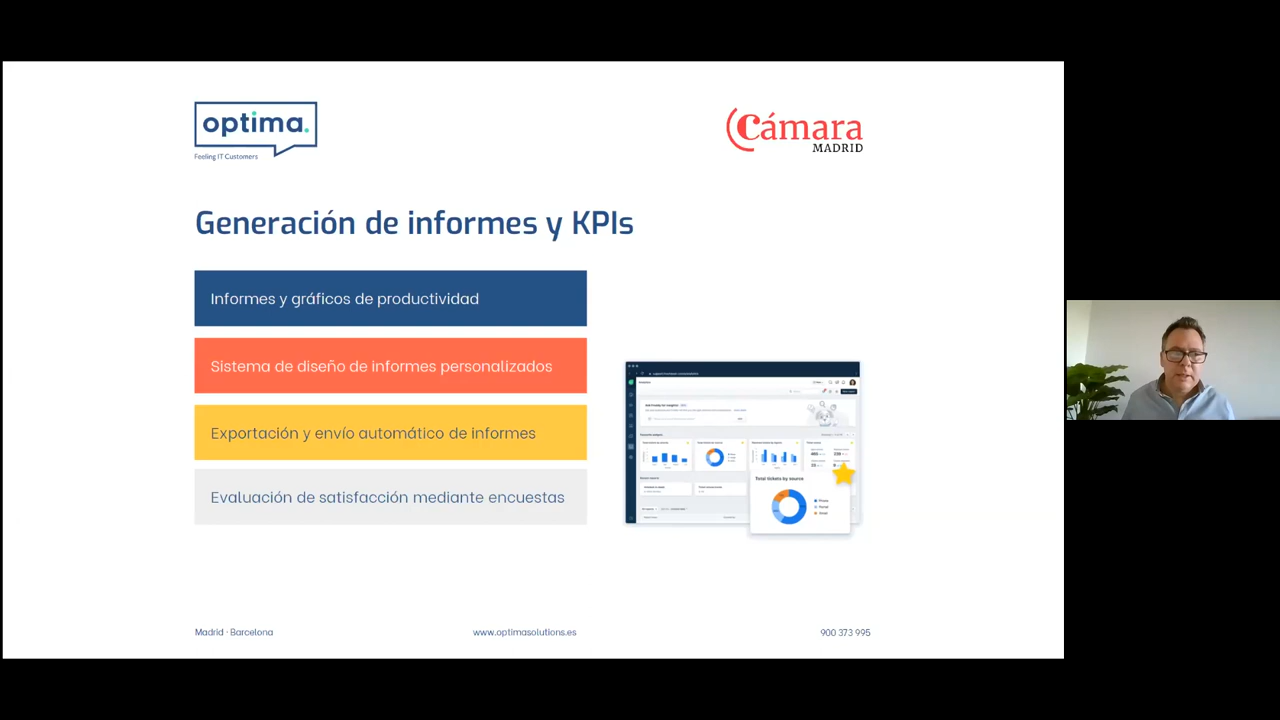 optima.
Feeling IT Customers
Cámara
MADRID
Generación de informes y KPIs
Informes y gráficos de productividad
Sistema de diseño de informes personalizados
Exportación y envío automático de informes
Evaluación de satisfacción mediante encuestas
Total tickets by source
Madrid · Barcelona
www.optimasolutions.es
900 373 995